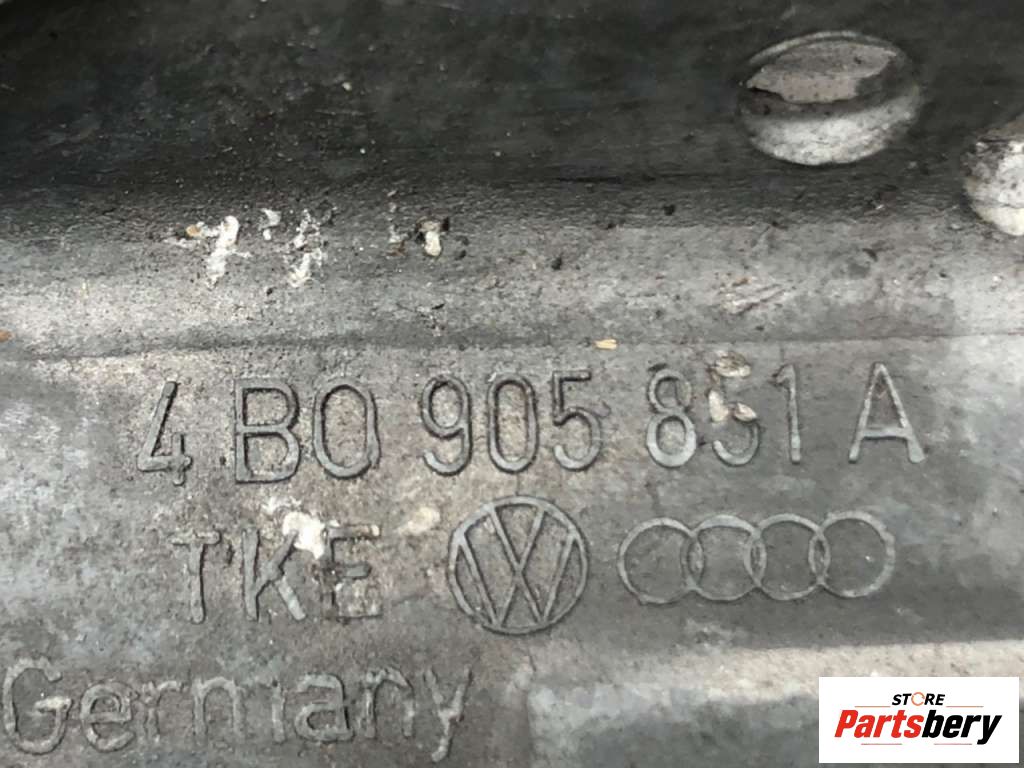 4B0 905 851 A
TKE
Germany
STORE
Partsbery